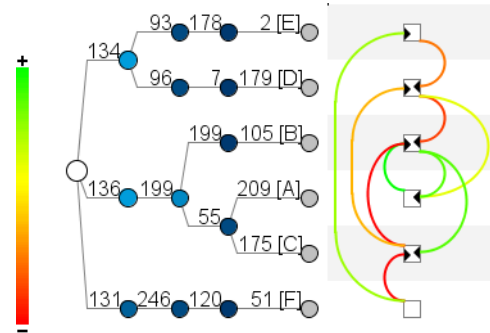 +
93 178 2 [E]
134
96 7 179 [D]
199 105 [B]
136 199 209 [A]
55
175 [C]
131 246 120 51 [F]
−